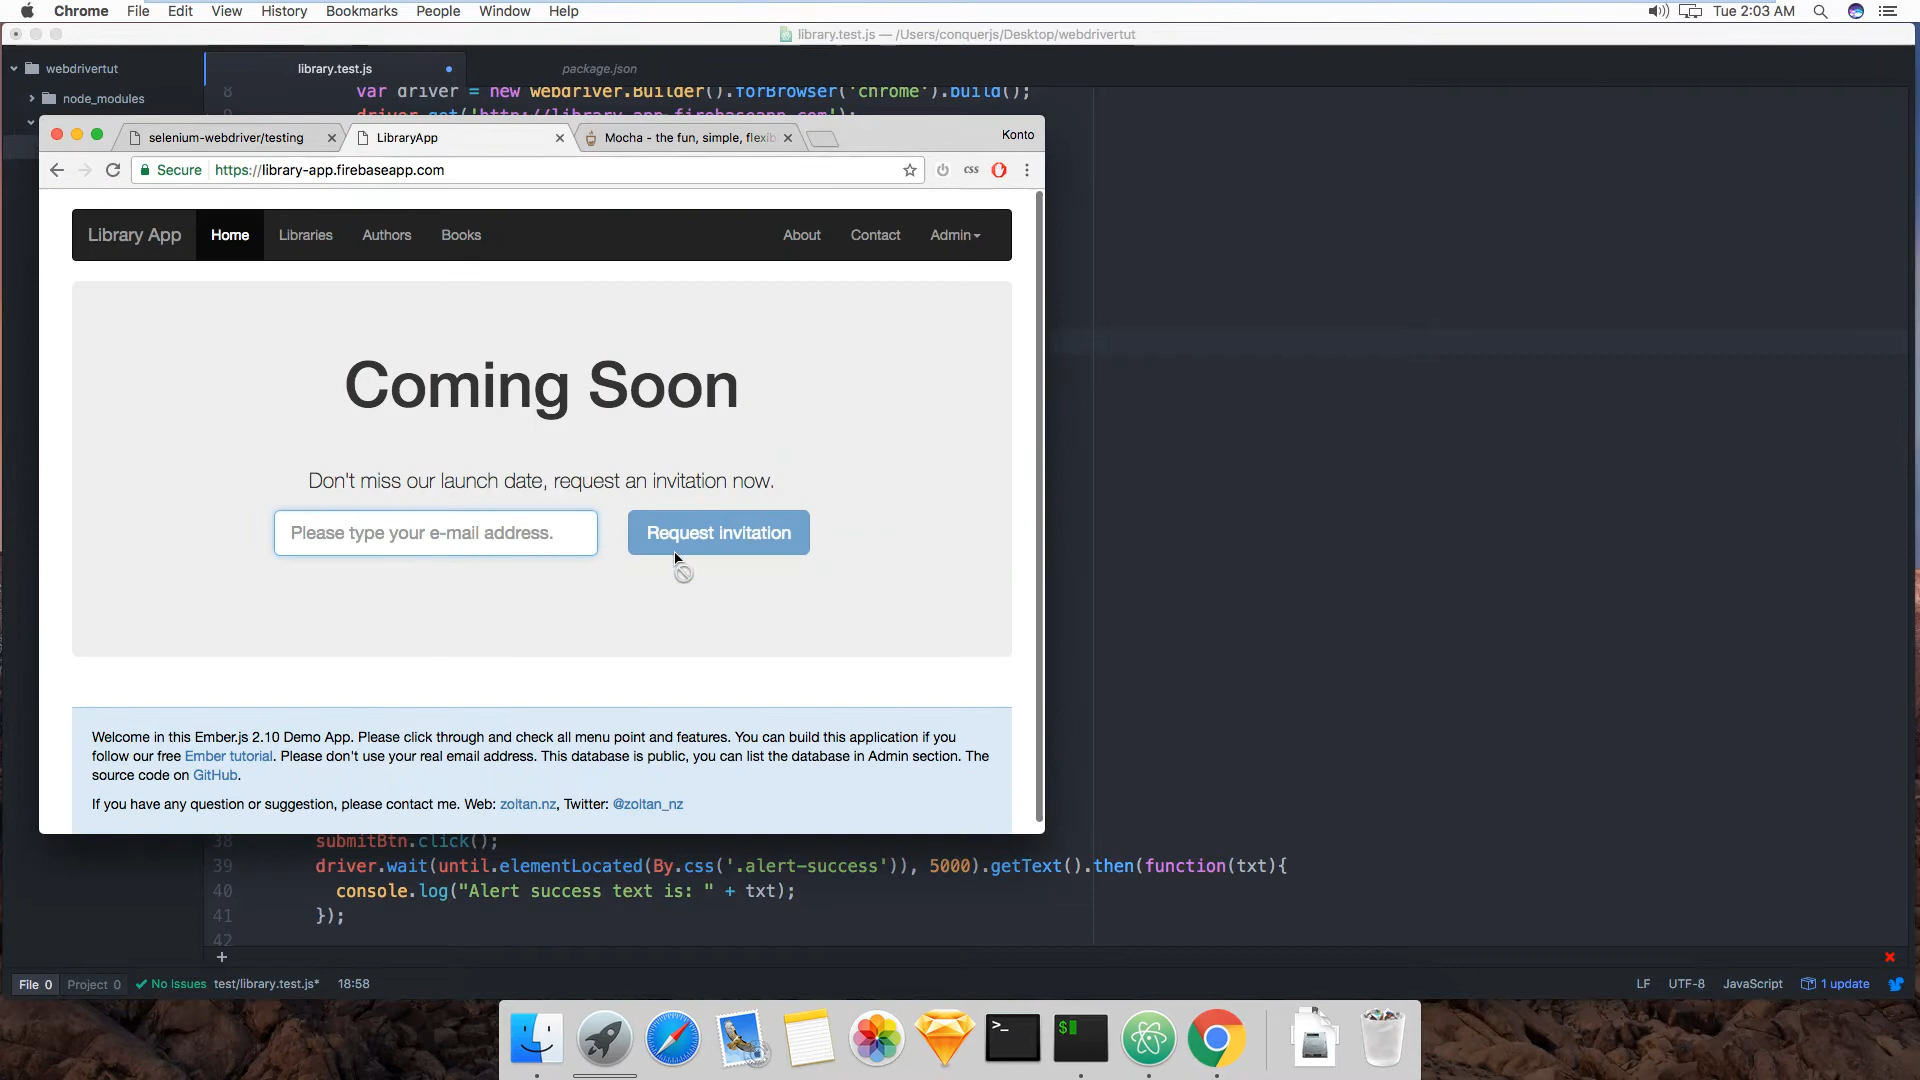 Chrome File Edit View History Bookmarks People Window Help Tue 2:03 AM
library.test.js — /Users/conquerjs/Desktop/webdrivertut
webdrivertut
node_modules
library.test.js package.json
8 var driver = new webdriver.Builder().forBrowser('chrome').build();
driver.get('http://library-app.firebaseapp.com');
selenium-webdriver/testing LibraryApp Mocha - the fun, simple, flexib Konto
Secure https://library-app.firebaseapp.com CSS
Library App Home Libraries Authors Books About Contact Admin
Coming Soon
Don't miss our launch date, request an invitation now.
Please type your e-mail address. Request invitation
Welcome in this Ember.js 2.10 Demo App. Please click through and check all menu point and features. You can build this application if you
follow our free Ember tutorial. Please don't use your real email address. This database is public, you can list the database in Admin section. The
source code on GitHub.
If you have any question or suggestion, please contact me. Web: zoltan.nz, Twitter: @zoltan_nz
38 submitBtn.click();
39 driver.wait(until.elementLocated(By.css('.alert-success')), 5000).getText().then(function(txt){
40 console.log("Alert success text is: " + txt);
41 });
42
+
File 0 Project 0 No Issues test/library.test.js* 18:58 LF UTF-8 JavaScript 1 update
>_ $